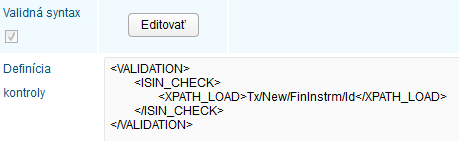 Validná syntax
Editovať
Definícia
kontroly
<VALIDATION>
<ISIN_CHECK>
<XPATH_LOAD>Tx/New/FinInstrm/Id</XPATH_LOAD>
</ISIN_CHECK>
</VALIDATION>